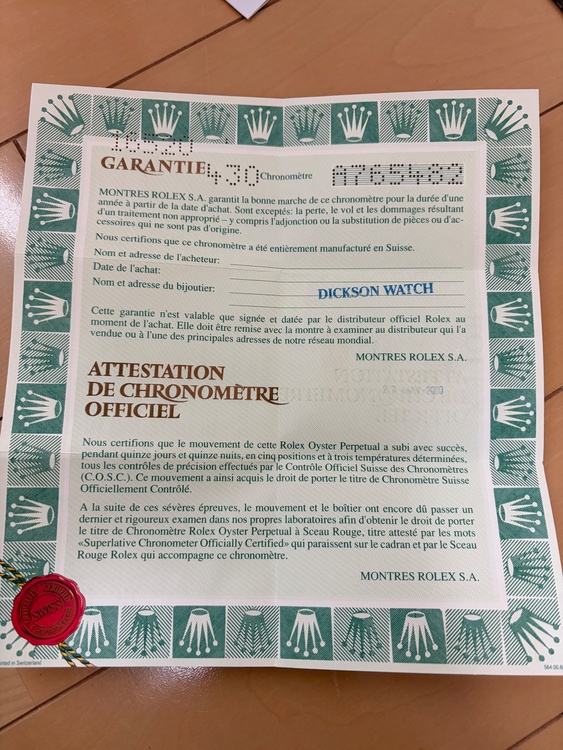 16520
GARANTIE 430 Chronomètre A765482
MONTRES ROLEX S.A. garantit la bonne marche de ce chronomètre pour la durée d'une
année à partir de la date d'achat. Sont exceptés: la perte, le vol et les dommages résultant
d'un traitement non approprié – y compris l'adjonction ou la substitution de pièces ou d'ac-
cessoires qui ne sont pas d'origine.
Nous certifions que ce chronomètre a été entièrement manufacturé en Suisse.
Nom et adresse de l'acheteur:
Date de l'achat:
Nom et adresse du bijoutier:
DICKSON WATCH
Cette garantie n'est valable que signée et datée par le distributeur officiel Rolex au
moment de l'achat. Elle doit être remise avec la montre à examiner au distributeur qui l'a
vendue ou à l'une des principales adresses de notre réseau mondial.
MONTRES ROLEX S.A.
ATTESTATION
DE CHRONOMÈTRE
OFFICIEL
Nous certifions que le mouvement de cette Rolex Oyster Perpetual a subi avec succès,
pendant quinze jours et quinze nuits, en cinq positions et à trois températures déterminées,
tous les contrôles de précision effectués par le Contrôle Officiel Suisse des Chronomètres
(C.O.S.C.). Ce mouvement a ainsi acquis le droit de porter le titre de Chronomètre Suisse
Officiellement Contrôlé.
A la suite de ces sévères épreuves, le mouvement et le boîtier ont encore dû passer un
dernier et rigoureux examen dans nos propres laboratoires afin d'obtenir le droit de porter
le titre de Chronomètre Rolex Oyster Perpetual à Sceau Rouge, titre attesté par les mots
«Superlative Chronometer Officially Certified» qui paraissent sur le cadran et par le Sceau
Rouge Rolex qui accompagne ce chronomètre.
MONTRES ROLEX S.A.
SWISS
in Switzerland